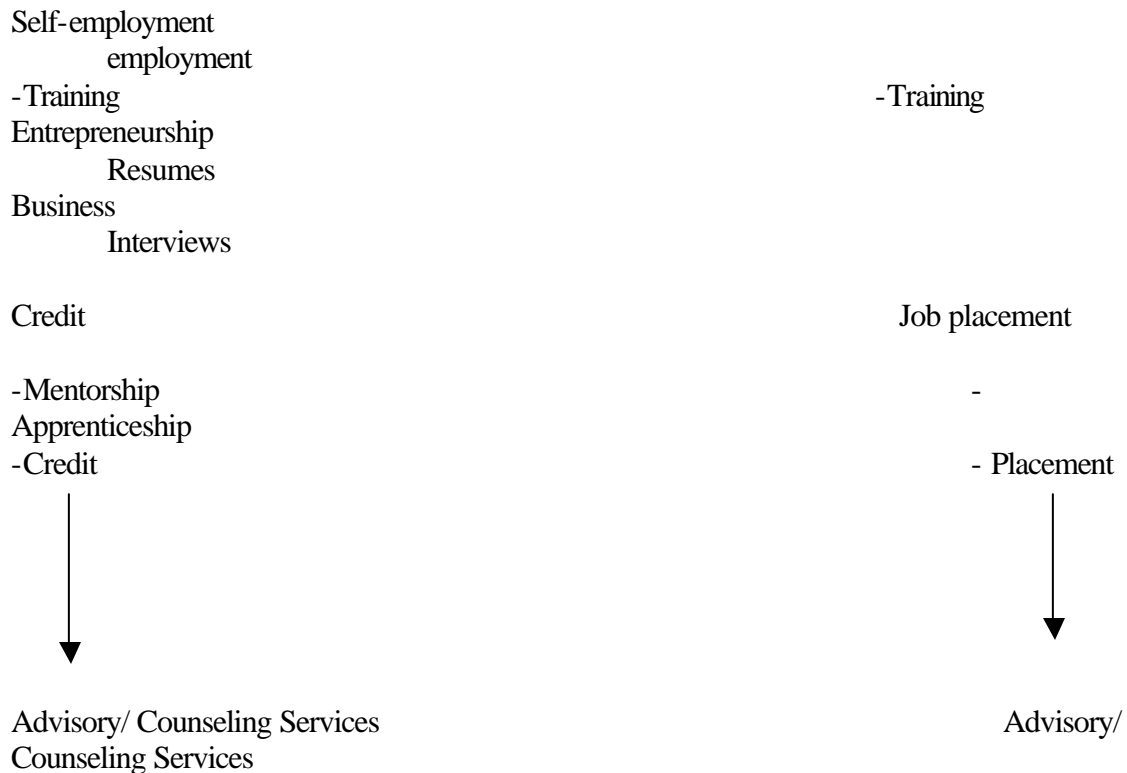 Self-employment
employment
-Training -Training
Entrepreneurship
Resumes
Business
Interviews
Credit Job placement
-Mentorship -
Apprenticeship
-Credit - Placement
Advisory/ Counseling Services Advisory/
Counseling Services